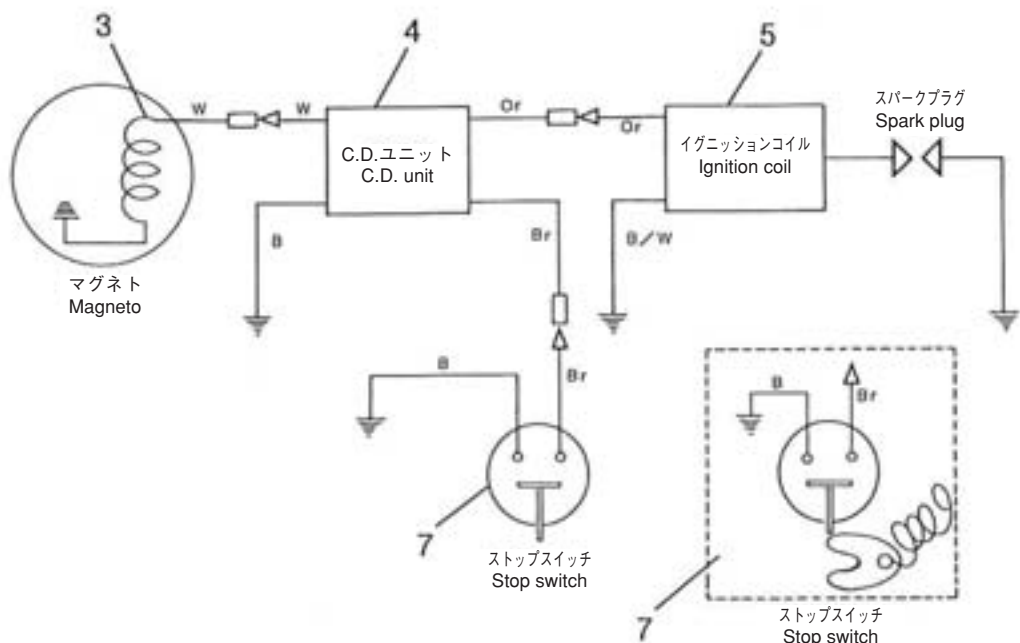 3
4
5
W
W
Or
Or
スパークプラグ
Spark plug
C.D.ユニット
C.D. unit
イグニッションコイル
Ignition coil
B
Br
B/W
マグネト
Magneto
B
Br
B
Br
7
ストップスイッチ
Stop switch
7
ストップスイッチ
Stop switch